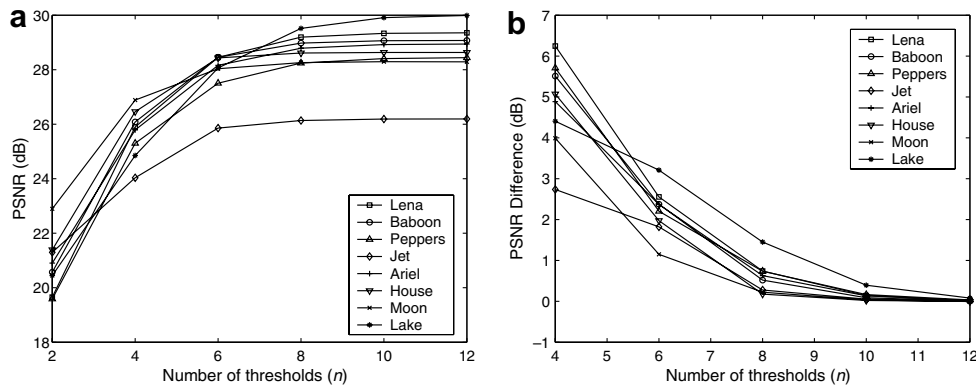 a
30
28
26
24
22
20
18
PSNR (dB)
2
4
6
8
10
12
Number of thresholds (n)
Lena
Baboon
Peppers
Jet
Ariel
House
Moon
Lake
b
7
6
5
4
3
2
1
0
−1
PSNR Difference (dB)
4
5
6
7
8
9
10
11
12
Number of thresholds (n)
Lena
Baboon
Peppers
Jet
Ariel
House
Moon
Lake